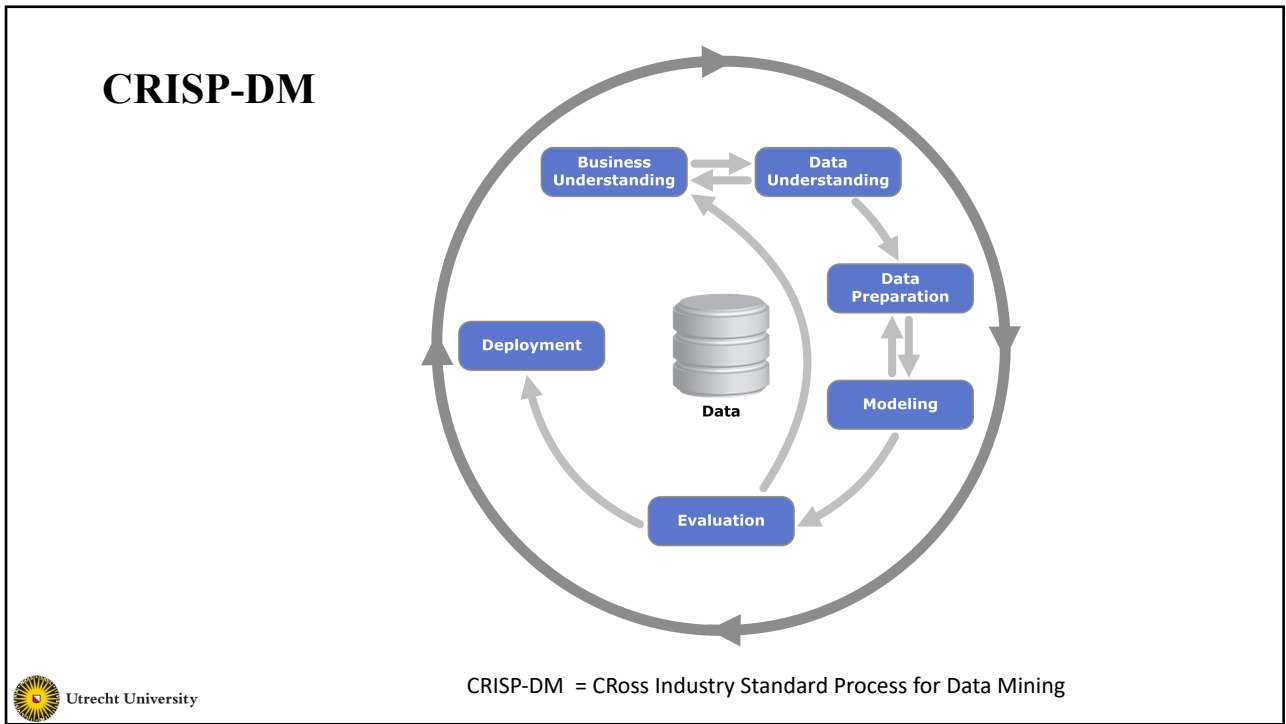 CRISP-DM
Business
Understanding
Data
Understanding
Data
Preparation
Deployment
Data
Modeling
Evaluation
CRISP-DM = CRoss Industry Standard Process for Data Mining
Utrecht University